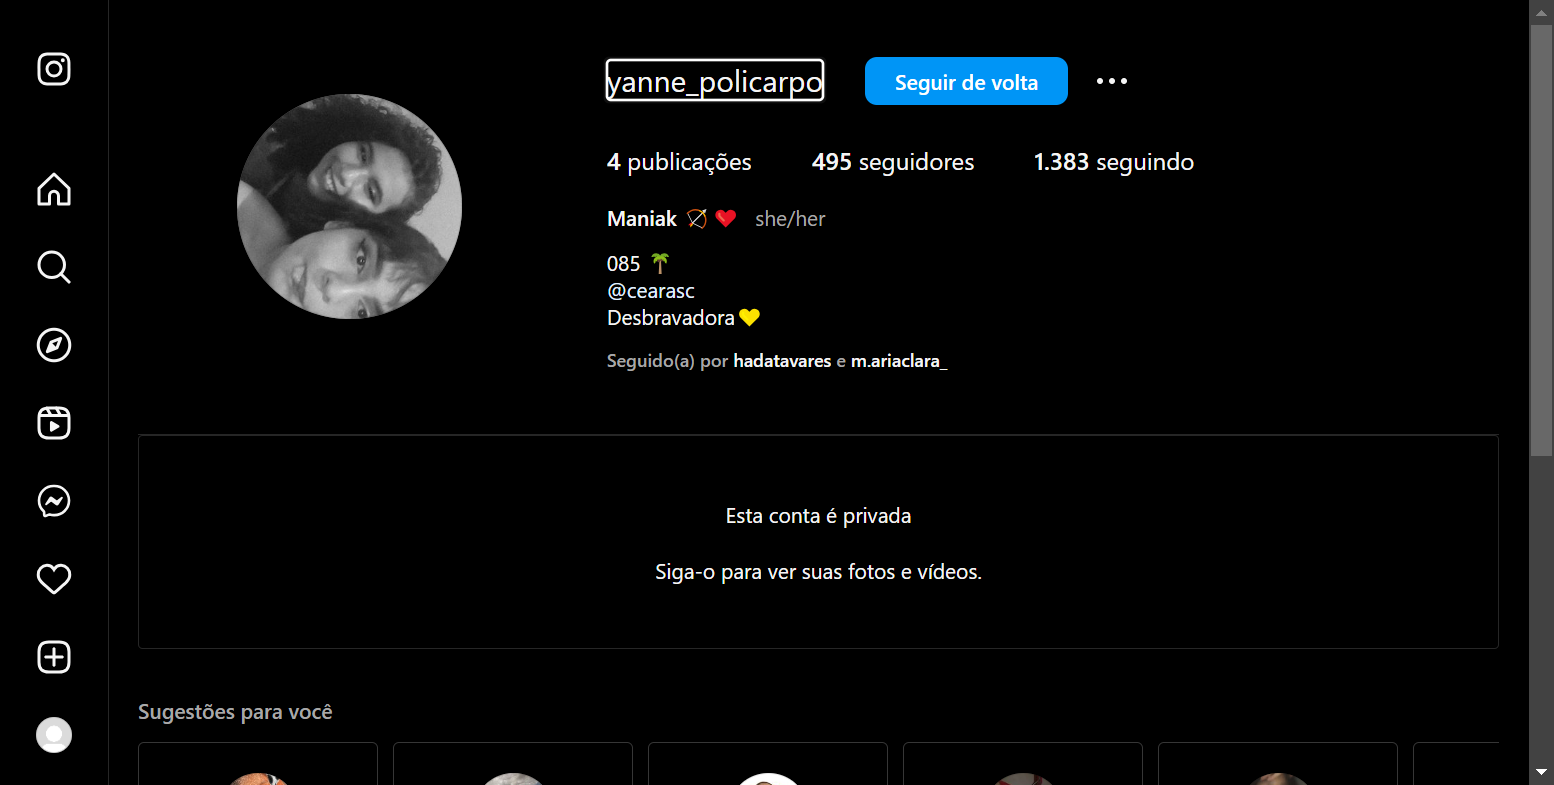 yanne_policarpo
Seguir de volta
4 publicações 495 seguidores 1.383 seguindo
Maniak 🏹 ❤️ she/her
085 🌴
@cearasc
Desbravadora💛
Seguido(a) por hadatavares e m.ariaclara_
Esta conta é privada
Siga-o para ver suas fotos e vídeos.
Sugestões para você